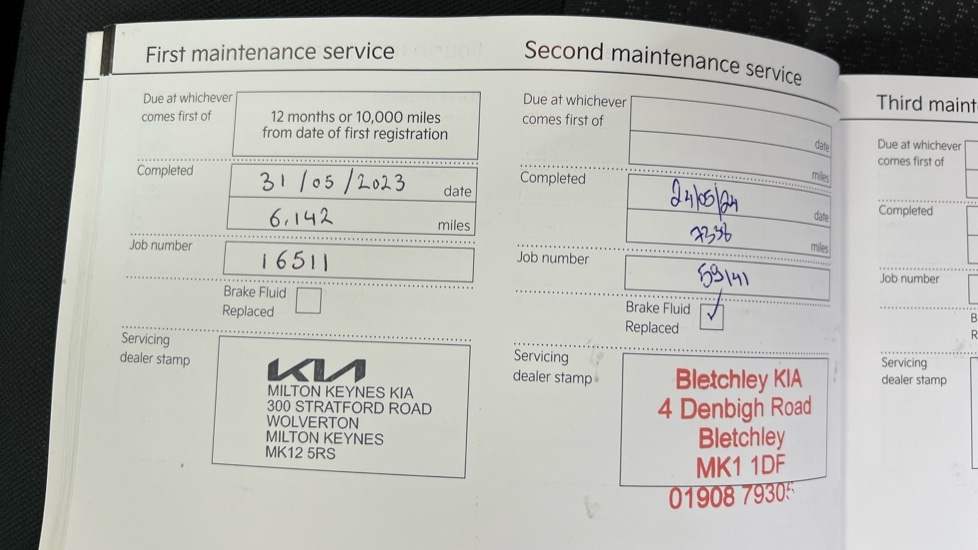 First maintenance service
Due at whichever
comes first of
12 months or 10,000 miles
from date of first registration
Completed
31/05/2023 date
6,142 miles
Job number
16511
Brake Fluid
Replaced
Servicing
dealer stamp
KIA
MILTON KEYNES KIA
300 STRATFORD ROAD
WOLVERTON
MILTON KEYNES
MK12 5RS
Second maintenance service
Due at whichever
comes first of
date
miles
Completed
24/05/24 date
miles
Job number
Brake Fluid
Replaced
Servicing
dealer stamp
Bletchley KIA
4 Denbigh Road
Bletchley
MK1 1DF
01908
Third maint
Due at whichever
comes first of
Completed
Job number
B
R
Servicing
dealer stamp